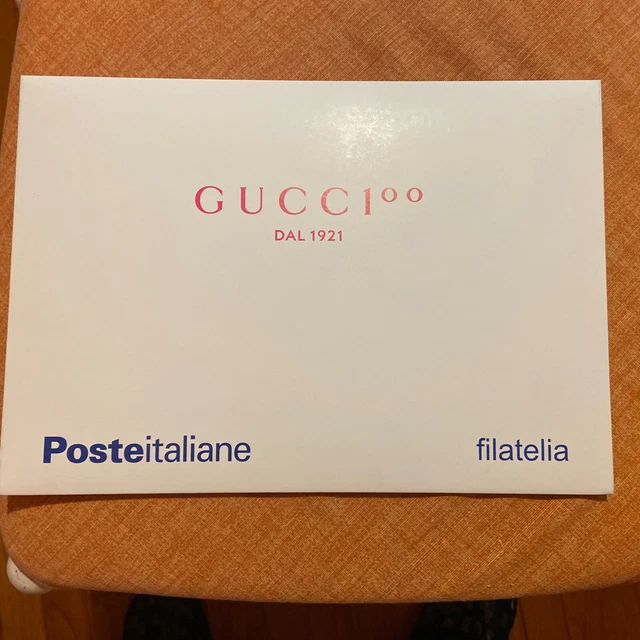 GUCCI100
DAL 1921
Posteitaliane
filatelia